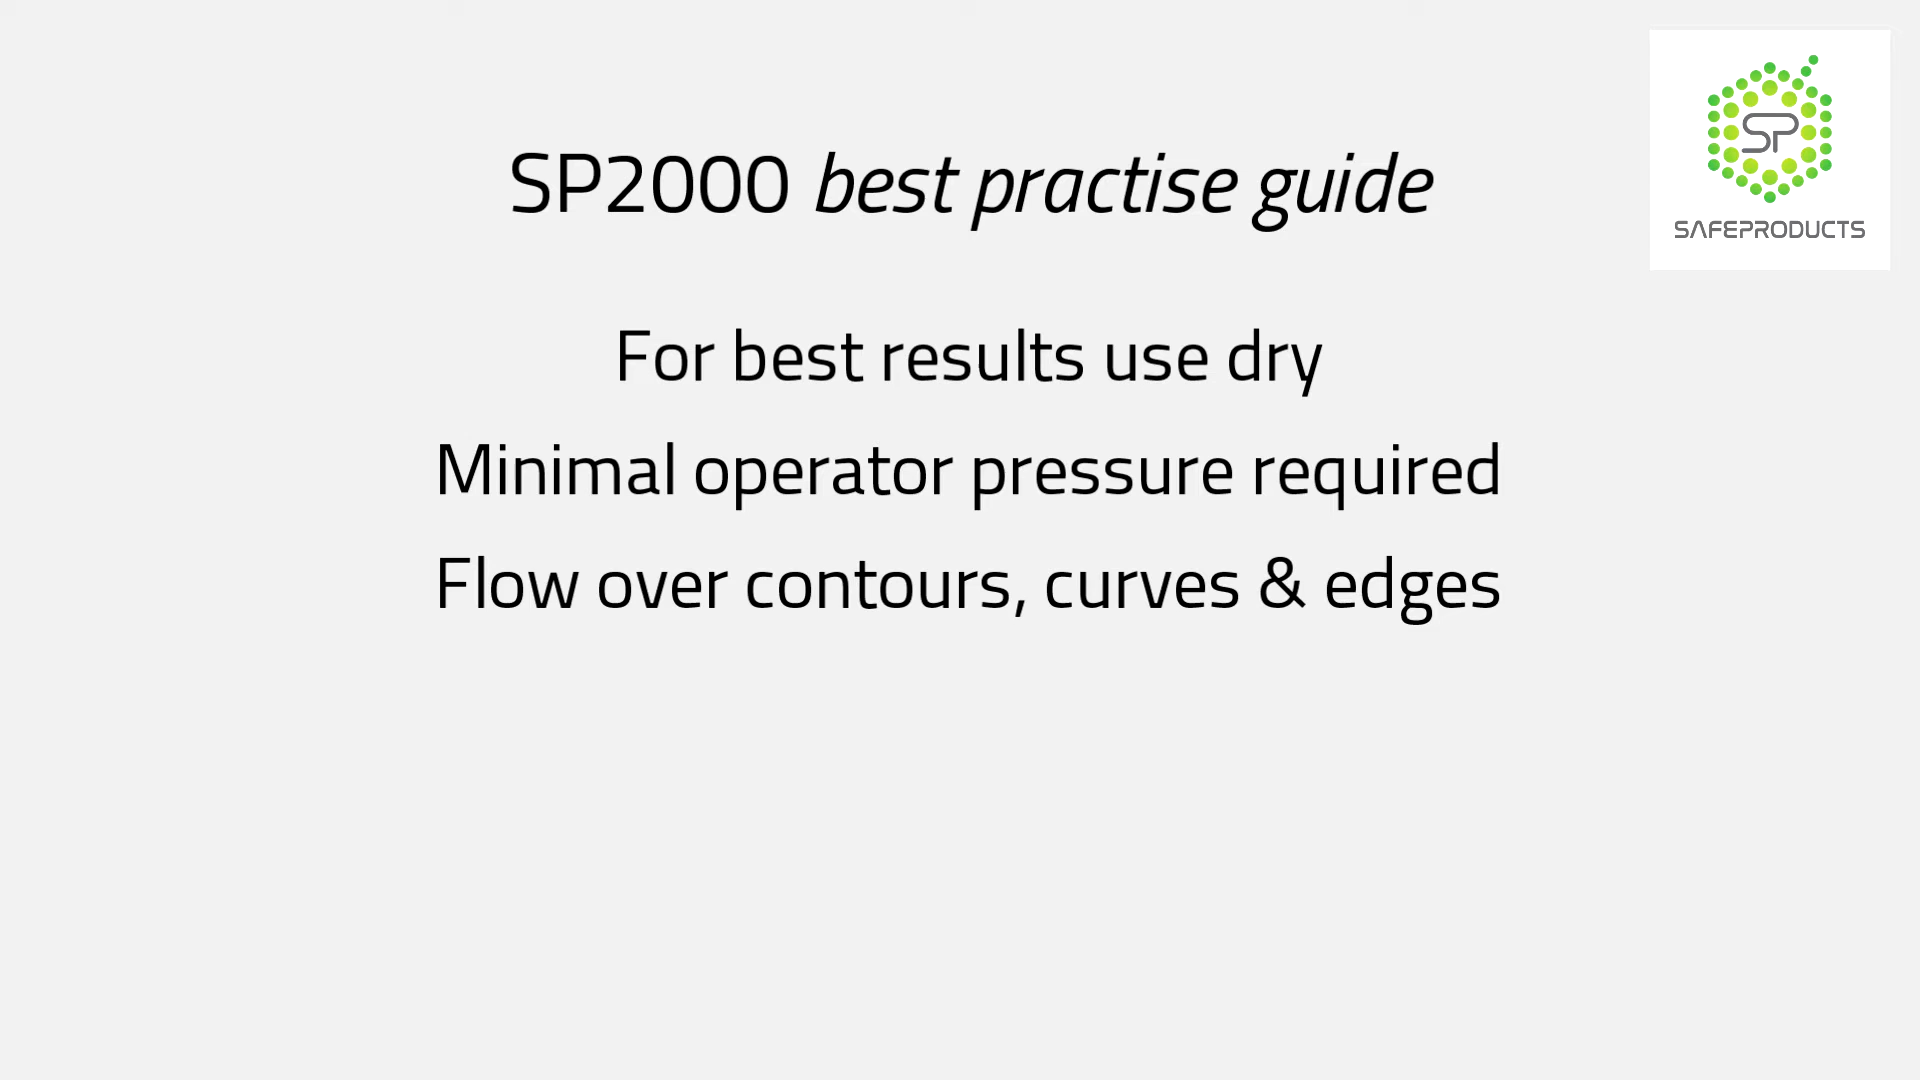 SP2000 best practise guide
For best results use dry
Minimal operator pressure required
Flow over contours, curves & edges
SP
SAFEPRODUCTS